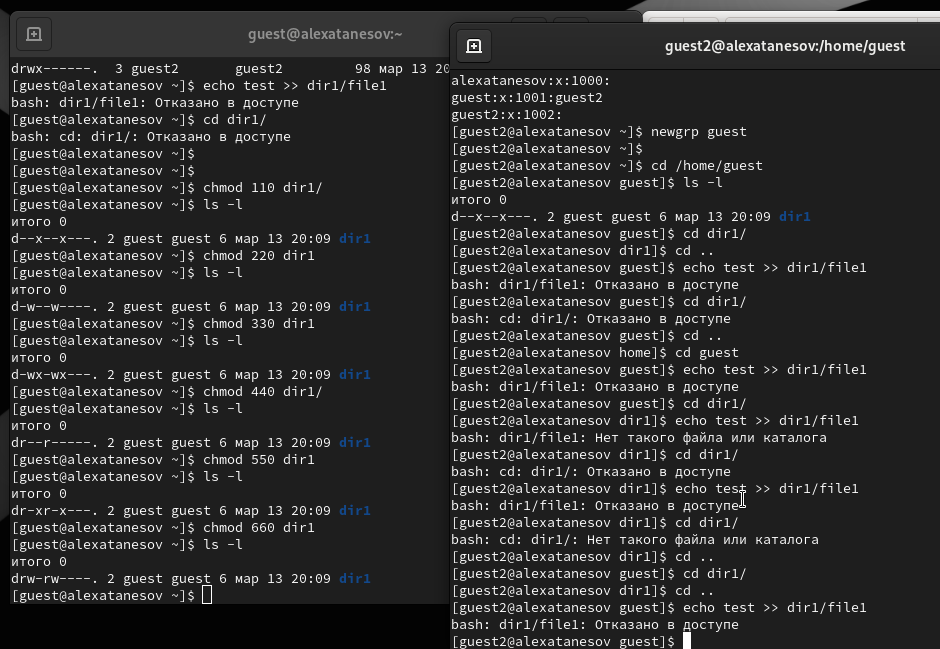 guest@alexatanesov:~
drwx------. 3 guest2 guest2 98 мар 13 20
[guest@alexatanesov ~]$ echo test >> dir1/file1
bash: dir1/file1: Отказано в доступе
[guest@alexatanesov ~]$ cd dir1/
bash: cd: dir1/: Отказано в доступе
[guest@alexatanesov ~]$
[guest@alexatanesov ~]$
[guest@alexatanesov ~]$ chmod 110 dir1/
[guest@alexatanesov ~]$ ls -l
итого 0
d--x--x---. 2 guest guest 6 мар 13 20:09 dir1
[guest@alexatanesov ~]$ chmod 220 dir1
[guest@alexatanesov ~]$ ls -l
итого 0
d-w--w----. 2 guest guest 6 мар 13 20:09 dir1
[guest@alexatanesov ~]$ chmod 330 dir1
[guest@alexatanesov ~]$ ls -l
итого 0
d-wx-wx---. 2 guest guest 6 мар 13 20:09 dir1
[guest@alexatanesov ~]$ chmod 440 dir1/
[guest@alexatanesov ~]$ ls -l
итого 0
dr--r-----. 2 guest guest 6 мар 13 20:09 dir1
[guest@alexatanesov ~]$ chmod 550 dir1
[guest@alexatanesov ~]$ ls -l
итого 0
dr-xr-x---. 2 guest guest 6 мар 13 20:09 dir1
[guest@alexatanesov ~]$ chmod 660 dir1
[guest@alexatanesov ~]$ ls -l
итого 0
drw-rw----. 2 guest guest 6 мар 13 20:09 dir1
[guest@alexatanesov ~]$
guest2@alexatanesov:/home/guest
alexatanesov:x:1000:
guest:x:1001:guest2
guest2:x:1002:
[guest2@alexatanesov ~]$ newgrp guest
[guest2@alexatanesov ~]$
[guest2@alexatanesov ~]$ cd /home/guest
[guest2@alexatanesov guest]$ ls -l
итого 0
d--x--x---. 2 guest guest 6 мар 13 20:09 dir1
[guest2@alexatanesov guest]$ cd dir1/
[guest2@alexatanesov dir1]$ cd ..
[guest2@alexatanesov guest]$ echo test >> dir1/file1
bash: dir1/file1: Отказано в доступе
[guest2@alexatanesov guest]$ cd dir1/
bash: cd: dir1/: Отказано в доступе
[guest2@alexatanesov guest]$ cd ..
[guest2@alexatanesov home]$ cd guest
[guest2@alexatanesov guest]$ echo test >> dir1/file1
bash: dir1/file1: Отказано в доступе
[guest2@alexatanesov guest]$ cd dir1/
[guest2@alexatanesov dir1]$ echo test >> dir1/file1
bash: dir1/file1: Нет такого файла или каталога
[guest2@alexatanesov dir1]$ cd dir1/
bash: cd: dir1/: Отказано в доступе
[guest2@alexatanesov dir1]$ echo test >> dir1/file1
bash: dir1/file1: Отказано в доступе
[guest2@alexatanesov dir1]$ cd dir1/
bash: cd: dir1/: Нет такого файла или каталога
[guest2@alexatanesov dir1]$ cd ..
[guest2@alexatanesov guest]$ cd dir1/
[guest2@alexatanesov dir1]$ cd ..
[guest2@alexatanesov guest]$ echo test >> dir1/file1
bash: dir1/file1: Отказано в доступе
[guest2@alexatanesov guest]$